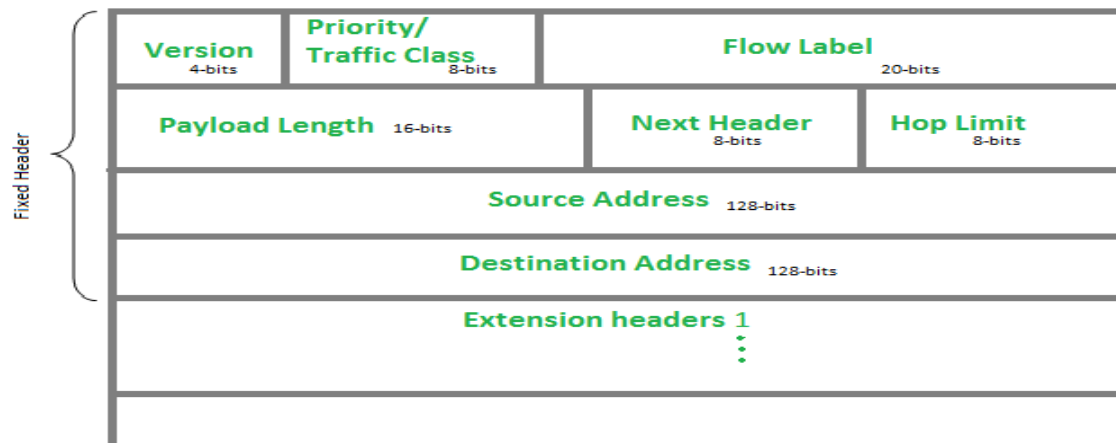 Fixed Header
Version
4-bits
Priority/
Traffic Class
8-bits
Flow Label
20-bits
Payload Length 16-bits
Next Header
8-bits
Hop Limit
8-bits
Source Address 128-bits
Destination Address 128-bits
Extension headers 1